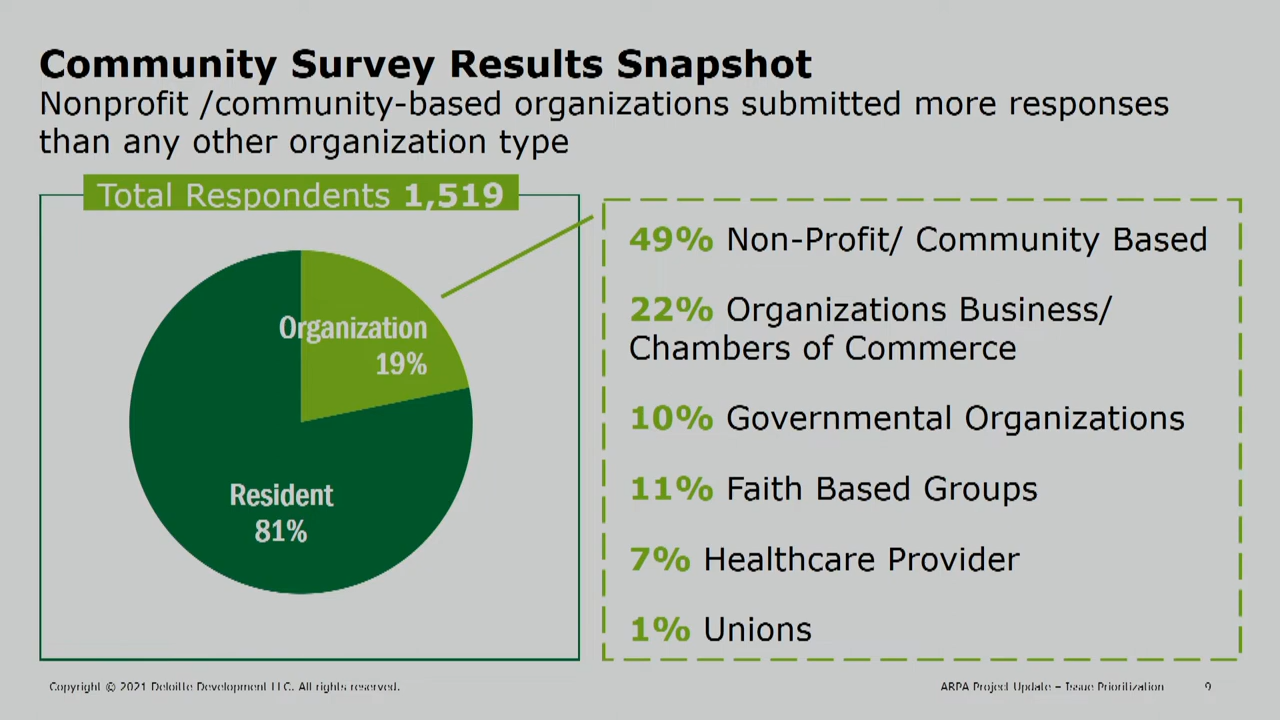 Community Survey Results Snapshot
Nonprofit /community-based organizations submitted more responses
than any other organization type
Total Respondents 1,519
Organization
19%
Resident
81%
49% Non-Profit/ Community Based
22% Organizations Business/
Chambers of Commerce
10% Governmental Organizations
11% Faith Based Groups
7% Healthcare Provider
1% Unions
Copyright © 2021 Deloitte Development LLC. All rights reserved.
ARPA Project Update – Issue Prioritization
9